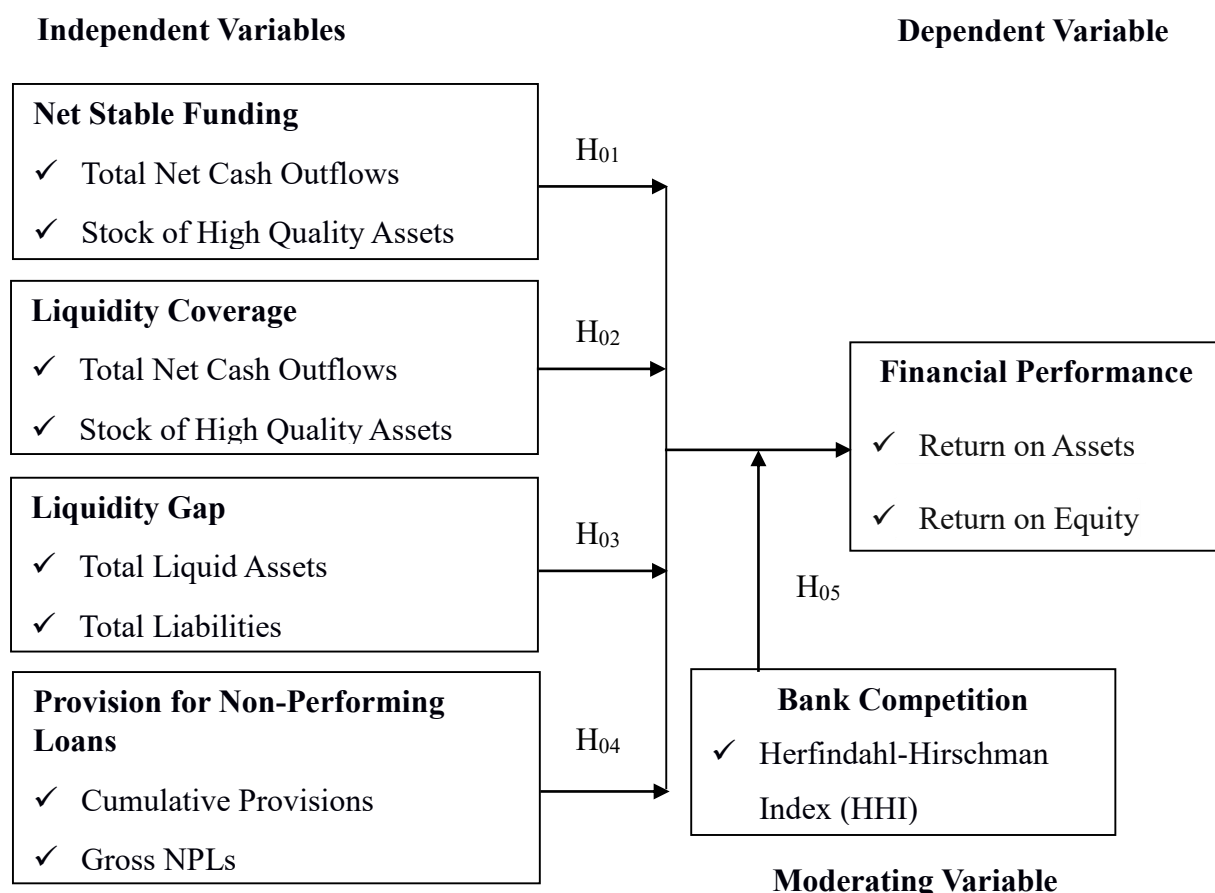 Independent Variables
Dependent Variable
Net Stable Funding
✓ Total Net Cash Outflows
✓ Stock of High Quality Assets
H01
Liquidity Coverage
✓ Total Net Cash Outflows
✓ Stock of High Quality Assets
H02
Liquidity Gap
✓ Total Liquid Assets
✓ Total Liabilities
H03
Provision for Non-Performing
Loans
✓ Cumulative Provisions
✓ Gross NPLs
H04
Financial Performance
✓ Return on Assets
✓ Return on Equity
H05
Bank Competition
✓ Herfindahl-Hirschman
Index (HHI)
Moderating Variable